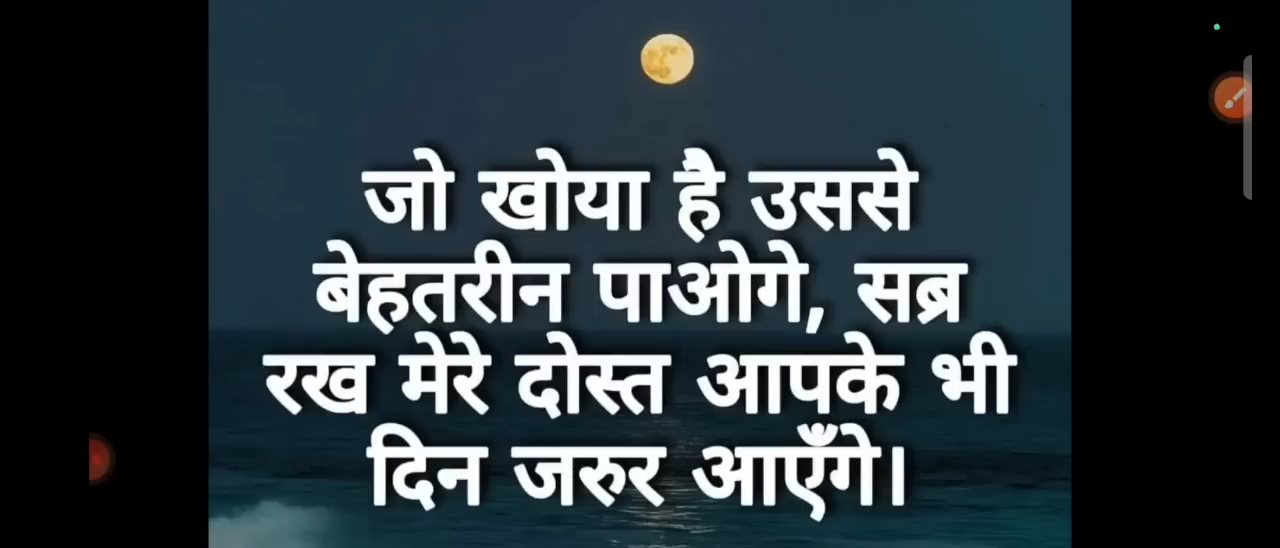 जो खोया है उससे
बेहतरीन पाओगे, सब्र
रख मेरे दोस्त आपके भी
दिन जरुर आएँगे।